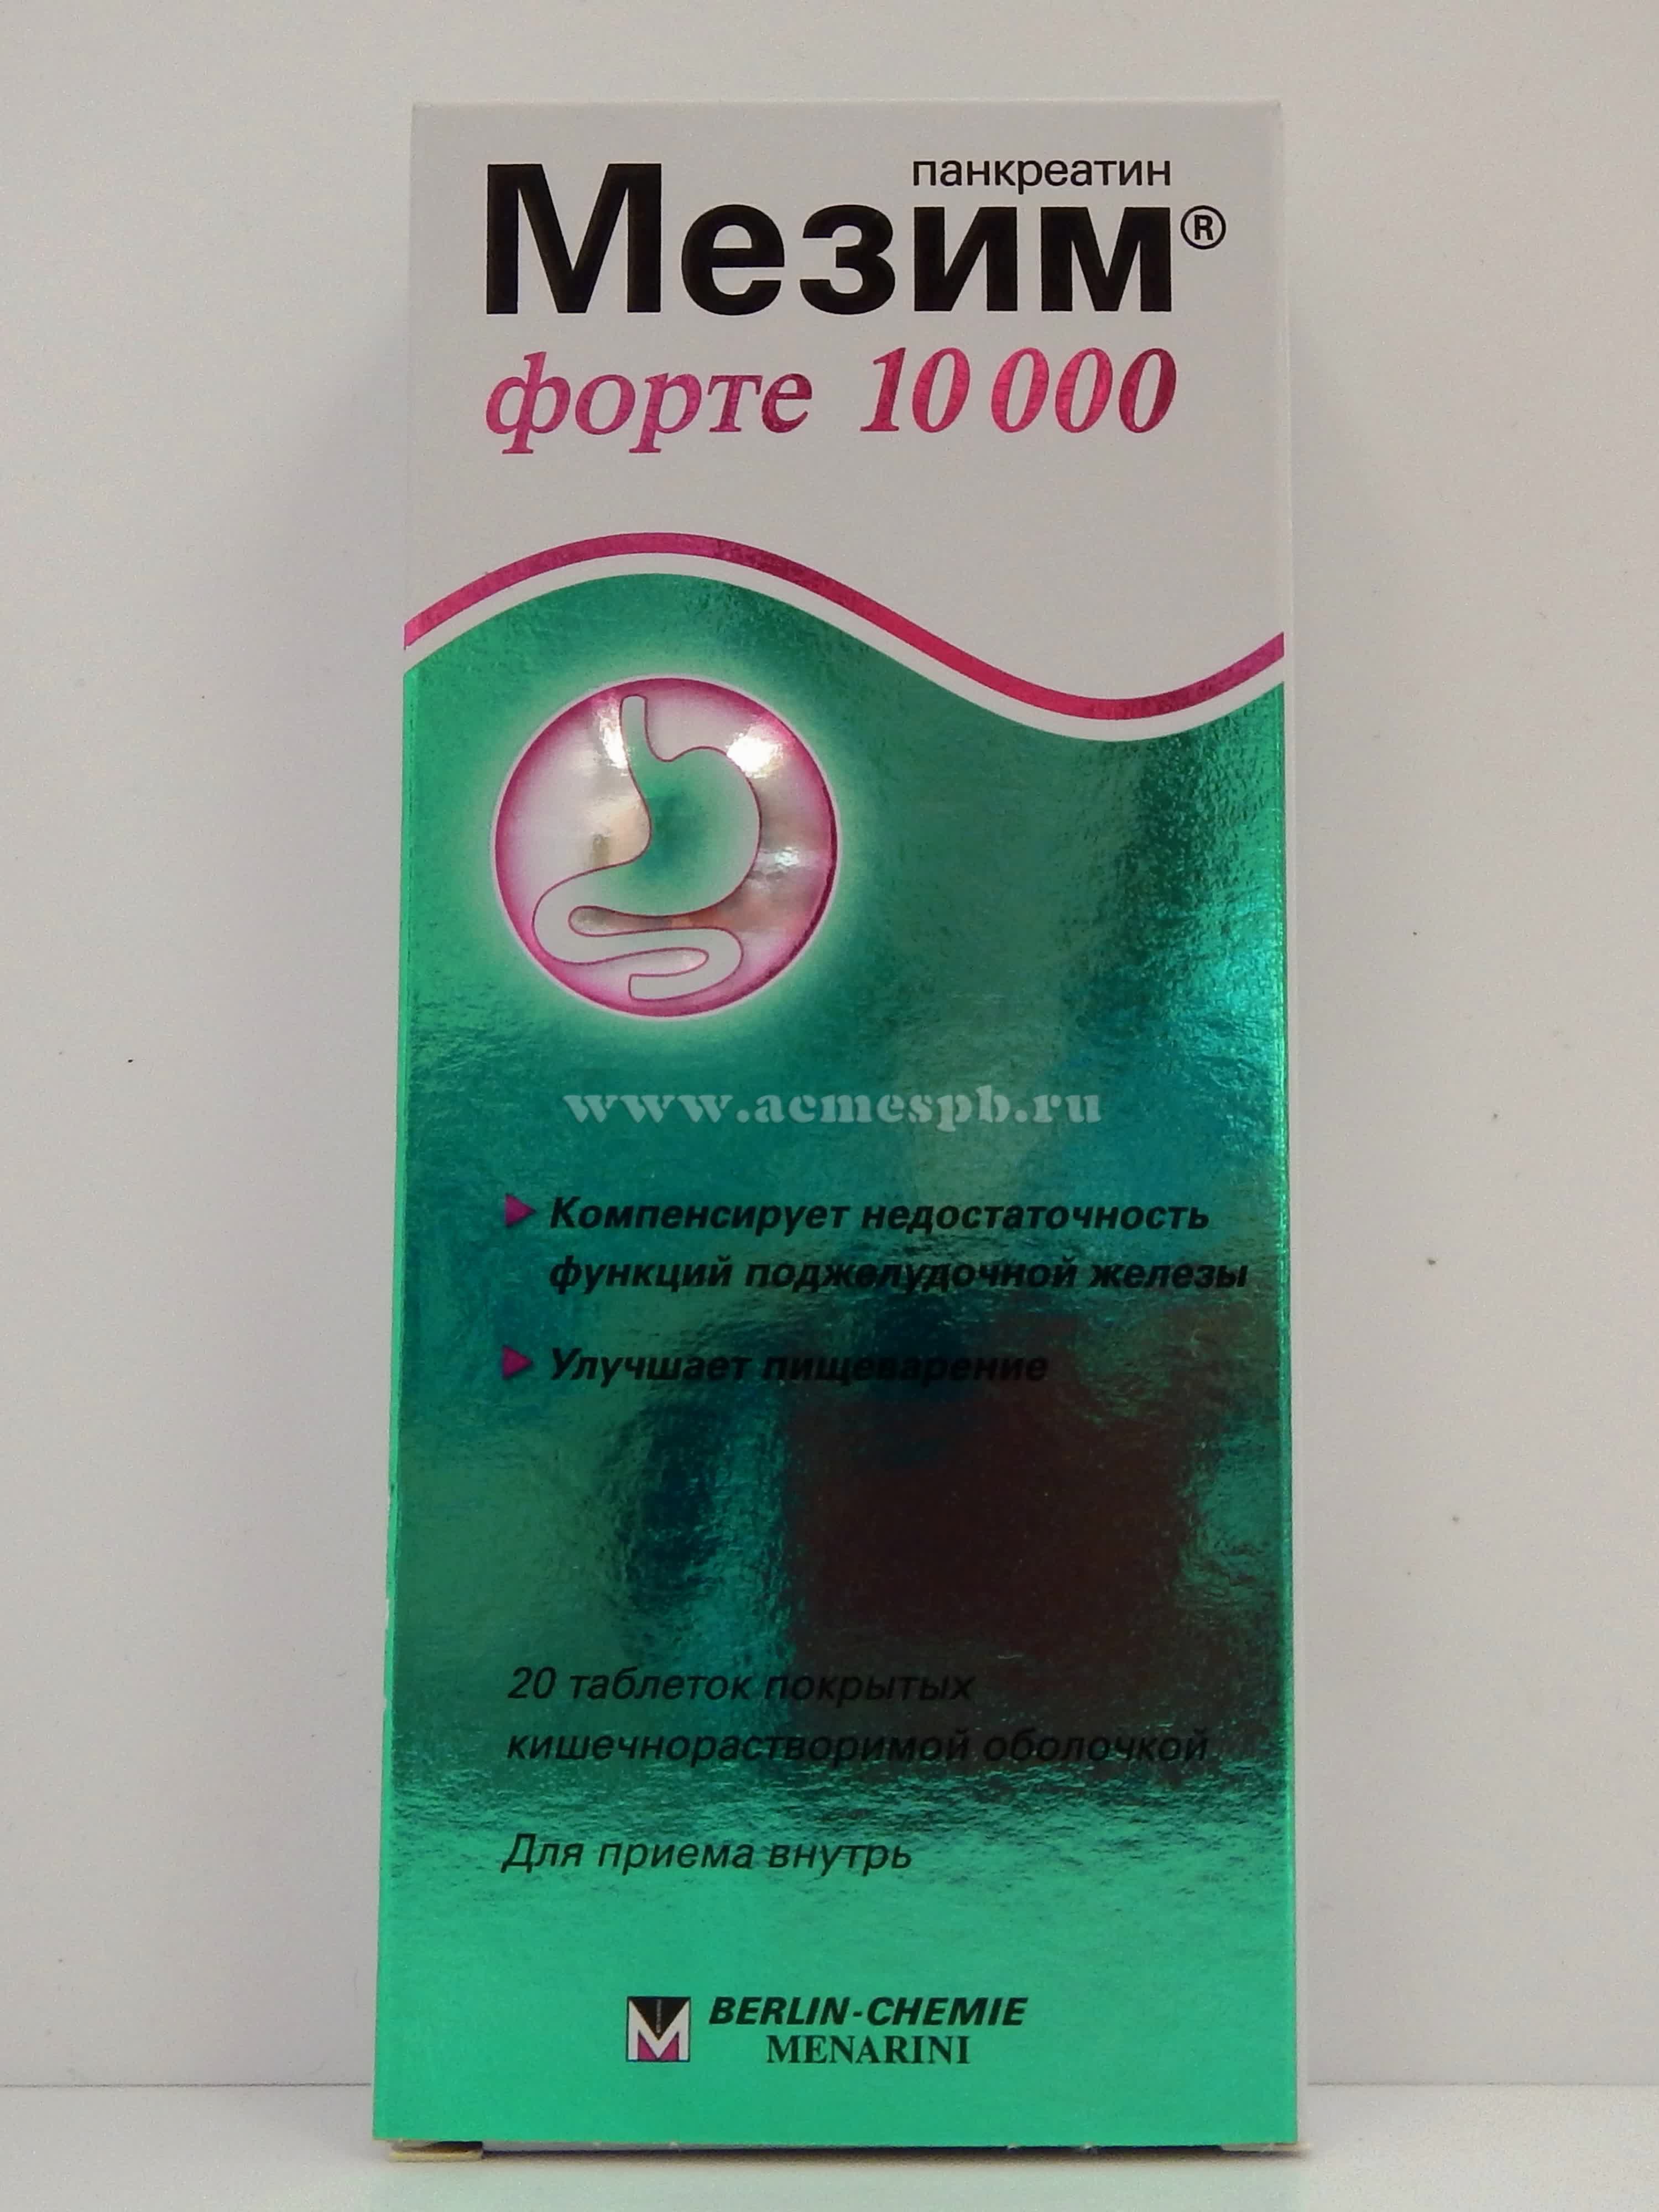 панкреатин
Мезим®
форте 10 000
www.acmespb.ru
Компенсирует недостаточность
функций поджелудочной железы
Улучшает пищеварение
20 таблеток покрытых
кишечнорастворимой оболочкой
Для приема внутрь
BERLIN-CHEMIE
MENARINI